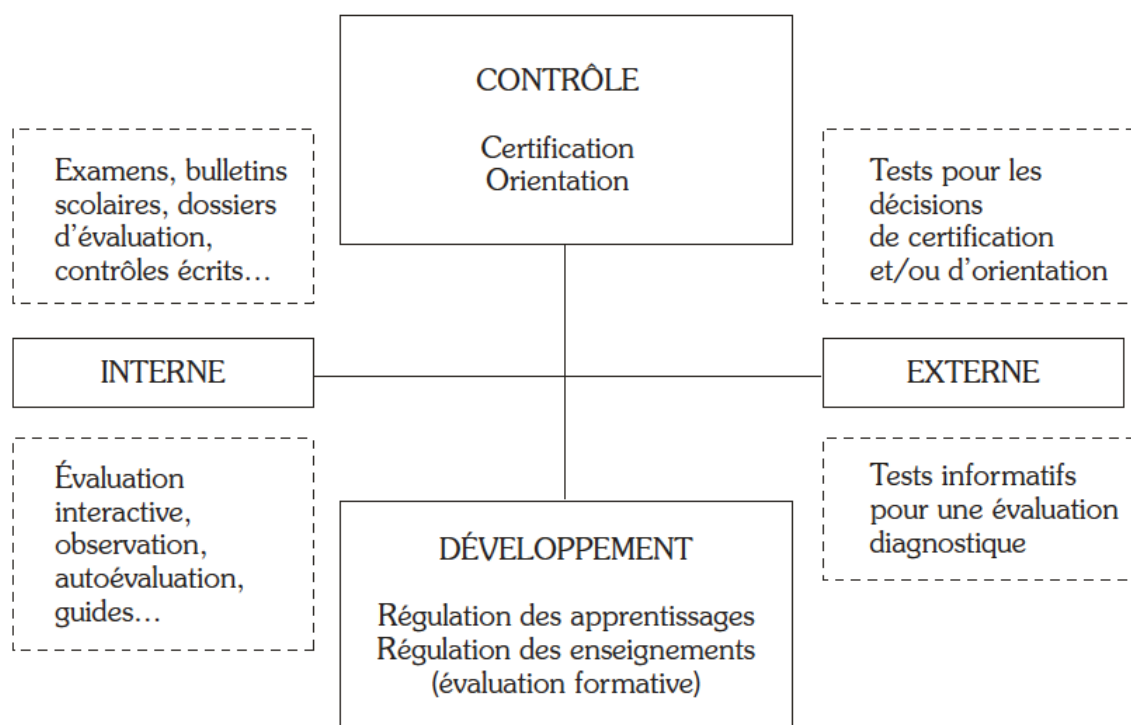 CONTRÔLE
Certification
Orientation
Examens, bulletins
scolaires, dossiers
d'évaluation,
contrôles écrits…
Tests pour les
décisions
de certification
et/ou d'orientation
INTERNE
EXTERNE
Évaluation
interactive,
observation,
autoévaluation,
guides…
Tests informatifs
pour une évaluation
diagnostique
DÉVELOPPEMENT
Régulation des apprentissages
Régulation des enseignements
(évaluation formative)